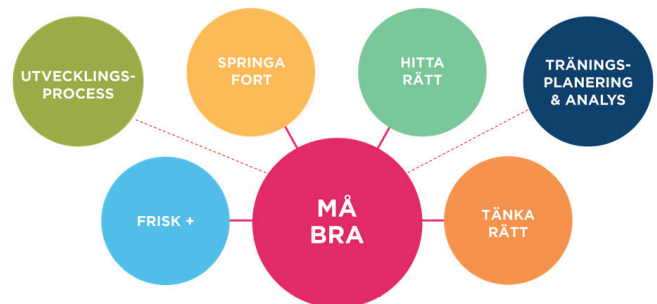 UTVECKLINGS-
PROCESS
SPRINGA
FORT
HITTA
RÄTT
TRÄNINGS-
PLANERING
& ANALYS
FRISK +
MÅ
BRA
TÄNKA
RÄTT